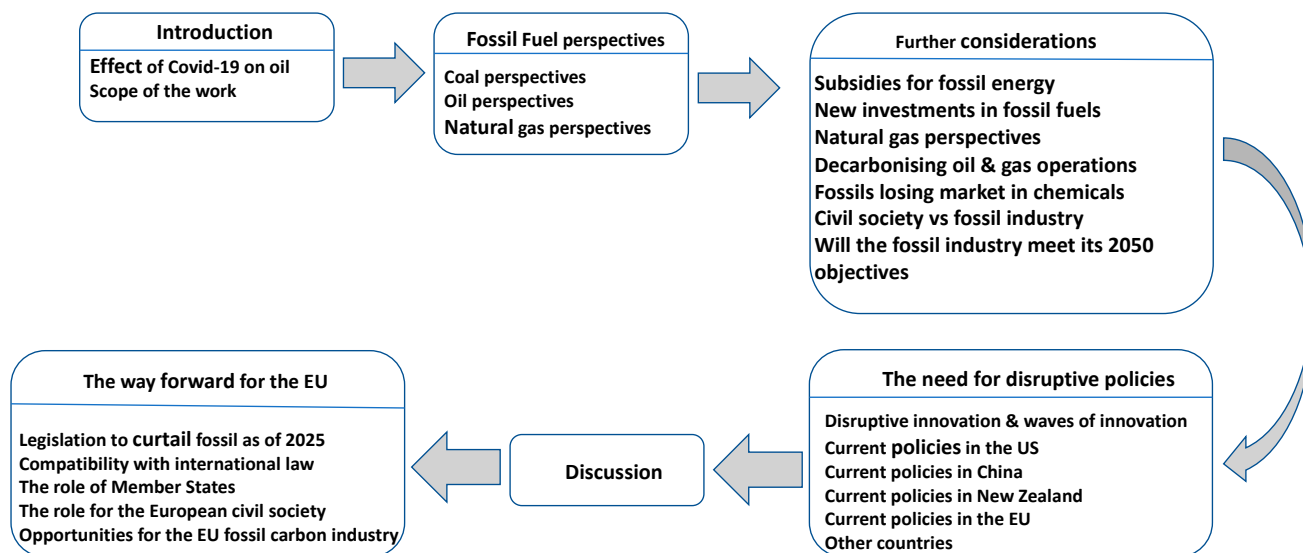 Introduction
Effect of Covid-19 on oil
Scope of the work
Fossil Fuel perspectives
Coal perspectives
Oil perspectives
Natural gas perspectives
Further considerations
Subsidies for fossil energy
New investments in fossil fuels
Natural gas perspectives
Decarbonising oil & gas operations
Fossils losing market in chemicals
Civil society vs fossil industry
Will the fossil industry meet its 2050
objectives
The need for disruptive policies
Disruptive innovation & waves of innovation
Current policies in the US
Current policies in China
Current policies in New Zealand
Current policies in the EU
Other countries
Discussion
The way forward for the EU
Legislation to curtail fossil as of 2025
Compatibility with international law
The role of Member States
The role for the European civil society
Opportunities for the EU fossil carbon industry